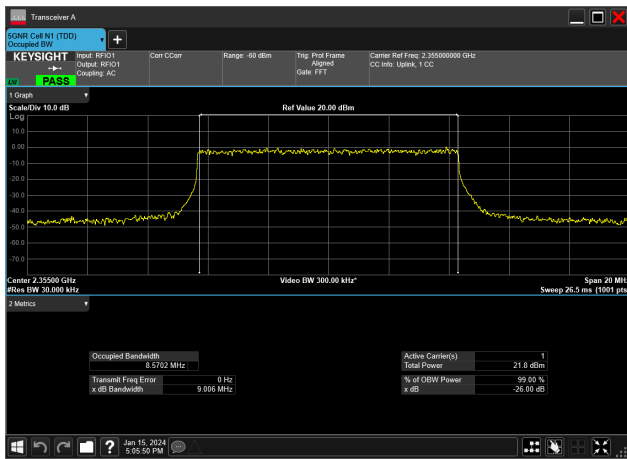 Transceiver A
5GNR Cell N1 (TDD)
Occupied BW
KEYSIGHT
Input: RFIO1
Output: RFIO1
Coupling: AC
Corr CCorr
Range: -60 dBm
Trig: Prot Frame
Aligned
Gate: FFT
Carrier Ref Freq: 2.355000000 GHz
CC Info: Uplink, 1 CC
PASS
1 Graph
Scale/Div 10.0 dB
Ref Value 20.00 dBm
Log
10.0
0.00
-10.0
-20.0
-30.0
-40.0
-50.0
-60.0
-70.0
Center 2.35500 GHz
Video BW 300.00 kHz*
Span 20 MHz
#Res BW 30.000 kHz
Sweep 26.5 ms (1001 pts
2 Metrics
Occupied Bandwidth
8.5702 MHz
Active Carrier(s) 1
Total Power 21.8 dBm
Transmit Freq Error 0 Hz
x dB Bandwidth 9.006 MHz
% of OBW Power 99.00 %
x dB -26.00 dB
Jan 15, 2024
5:05:50 PM